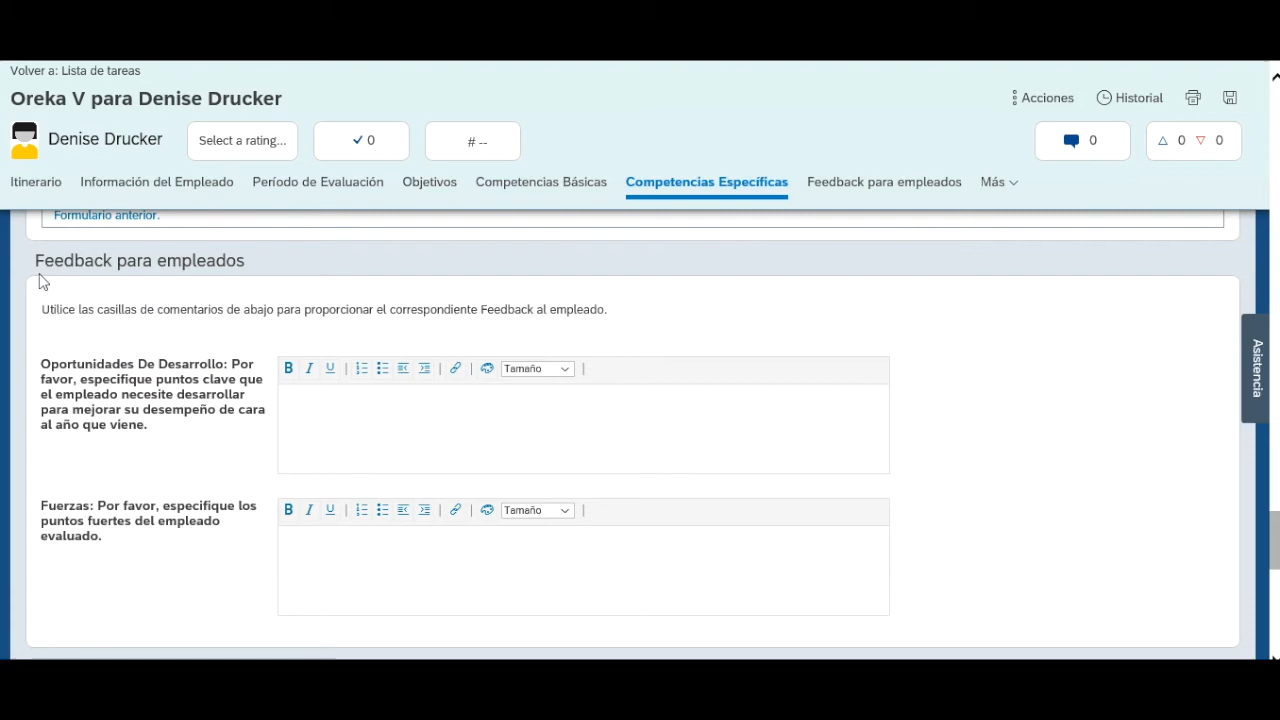 Volver a: Lista de tareas
Oreka V para Denise Drucker
Acciones
Historial
Denise Drucker
Select a rating...
0
# --
0
0
0
Itinerario
Información del Empleado
Período de Evaluación
Objetivos
Competencias Básicas
Competencias Específicas
Feedback para empleados
Más
Formulario anterior.
Feedback para empleados
Utilice las casillas de comentarios de abajo para proporcionar el correspondiente Feedback al empleado.
Asistencia
Oportunidades De Desarrollo: Por
favor, especifique puntos clave que
el empleado necesite desarrollar
para mejorar su desempeño de cara
al año que viene.
B I U
Tamaño
Fuerzas: Por favor, especifique los
puntos fuertes del empleado
evaluado.
B I U
Tamaño